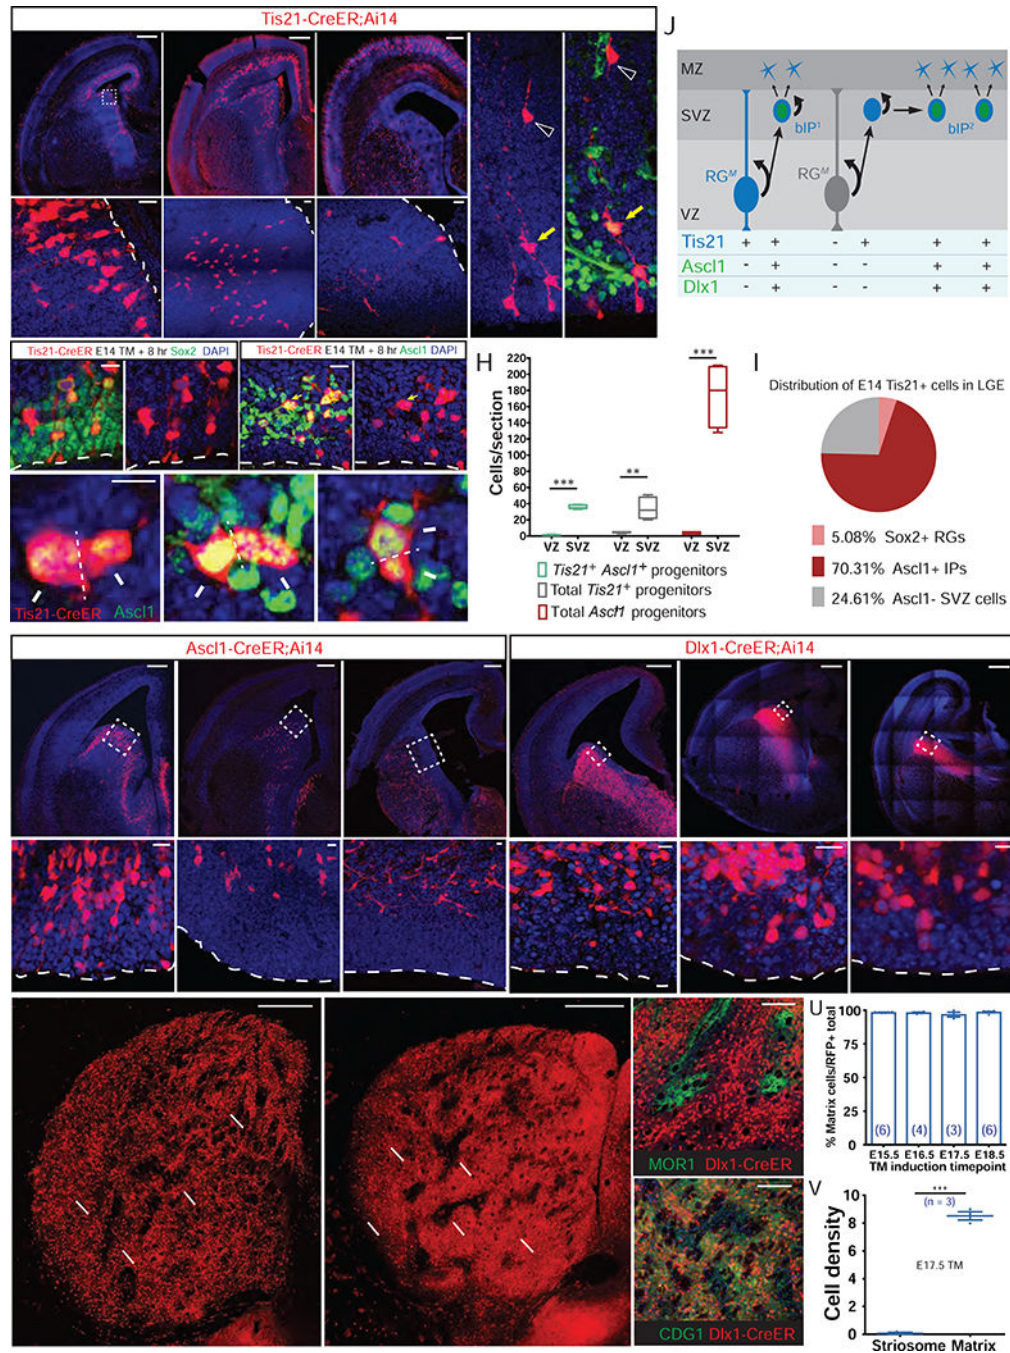 Tis21-CreER;Ai14
J
MZ
SVZ
bIP1
bIP2
RGM
RGM
VZ
Tis21 + + - + + +
Ascl1 - + - - + +
Dlx1 - + - - + +
Tis21-CreER E14 TM + 8 hr Sox2 DAPI
Tis21-CreER E14 TM + 8 hr Ascl1 DAPI
Tis21-CreER
Ascl1
H
Cells/section
220
200
180
160
140
120
100
80
60
40
20
0
***
**
***
VZ SVZ VZ SVZ VZ SVZ
Tis21+ Ascl1+ progenitors
Total Tis21+ progenitors
Total Ascl1 progenitors
I
Distribution of E14 Tis21+ cells in LGE
5.08% Sox2+ RGs
70.31% Ascl1+ IPs
24.61% Ascl1- SVZ cells
Ascl1-CreER;Ai14
Dlx1-CreER;Ai14
MOR1 Dlx1-CreER
CDG1 Dlx1-CreER
U
% Matrix cells/RFP+ total
100
75
50
25
0
(6) (4) (3) (6)
E15.5 E16.5 E17.5 E18.5
TM induction timepoint
V
Cell density
10
8
6
4
2
0
***
(n = 3)
E17.5 TM
Striosome Matrix